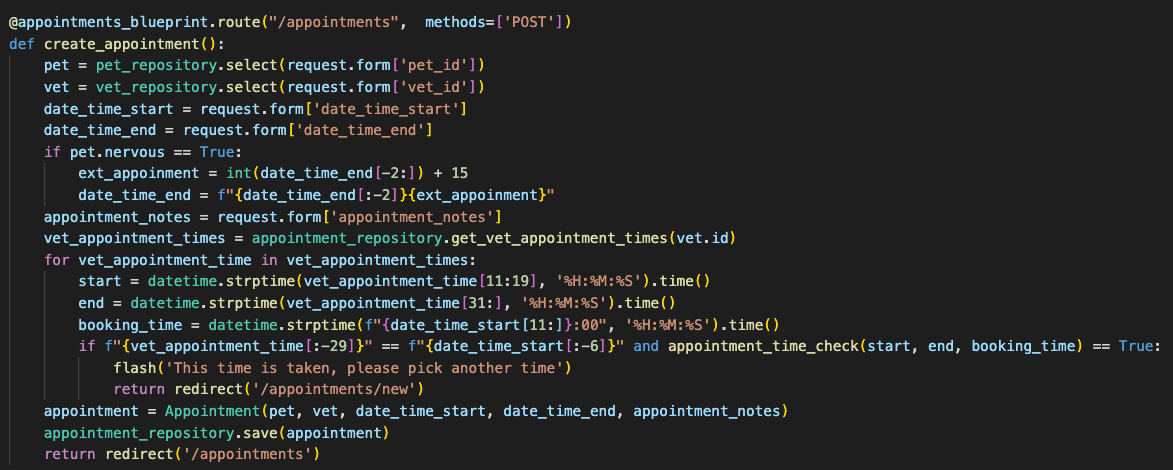 @appointments_blueprint.route("/appointments",  methods=['POST'])
def create_appointment():
    pet = pet_repository.select(request.form['pet_id'])
    vet = vet_repository.select(request.form['vet_id'])
    date_time_start = request.form['date_time_start']
    date_time_end = request.form['date_time_end']
    if pet.nervous == True:
        ext_appoinment = int(date_time_end[-2:]) + 15
        date_time_end = f"{date_time_end[:-2]}{ext_appoinment}"
    appointment_notes = request.form['appointment_notes']
    vet_appointment_times = appointment_repository.get_vet_appointment_times(vet.id)
    for vet_appointment_time in vet_appointment_times:
        start = datetime.strptime(vet_appointment_time[11:19], '%H:%M:%S').time()
        end = datetime.strptime(vet_appointment_time[31:], '%H:%M:%S').time()
        booking_time = datetime.strptime(f"{date_time_start[11:]}:00", '%H:%M:%S').time()
        if f"{vet_appointment_time[:-29]}" == f"{date_time_start[:-6]}" and appointment_time_check(start, end, booking_time) == True:
            flash('This time is taken, please pick another time')
            return redirect('/appointments/new')
    appointment = Appointment(pet, vet, date_time_start, date_time_end, appointment_notes)
    appointment_repository.save(appointment)
    return redirect('/appointments')